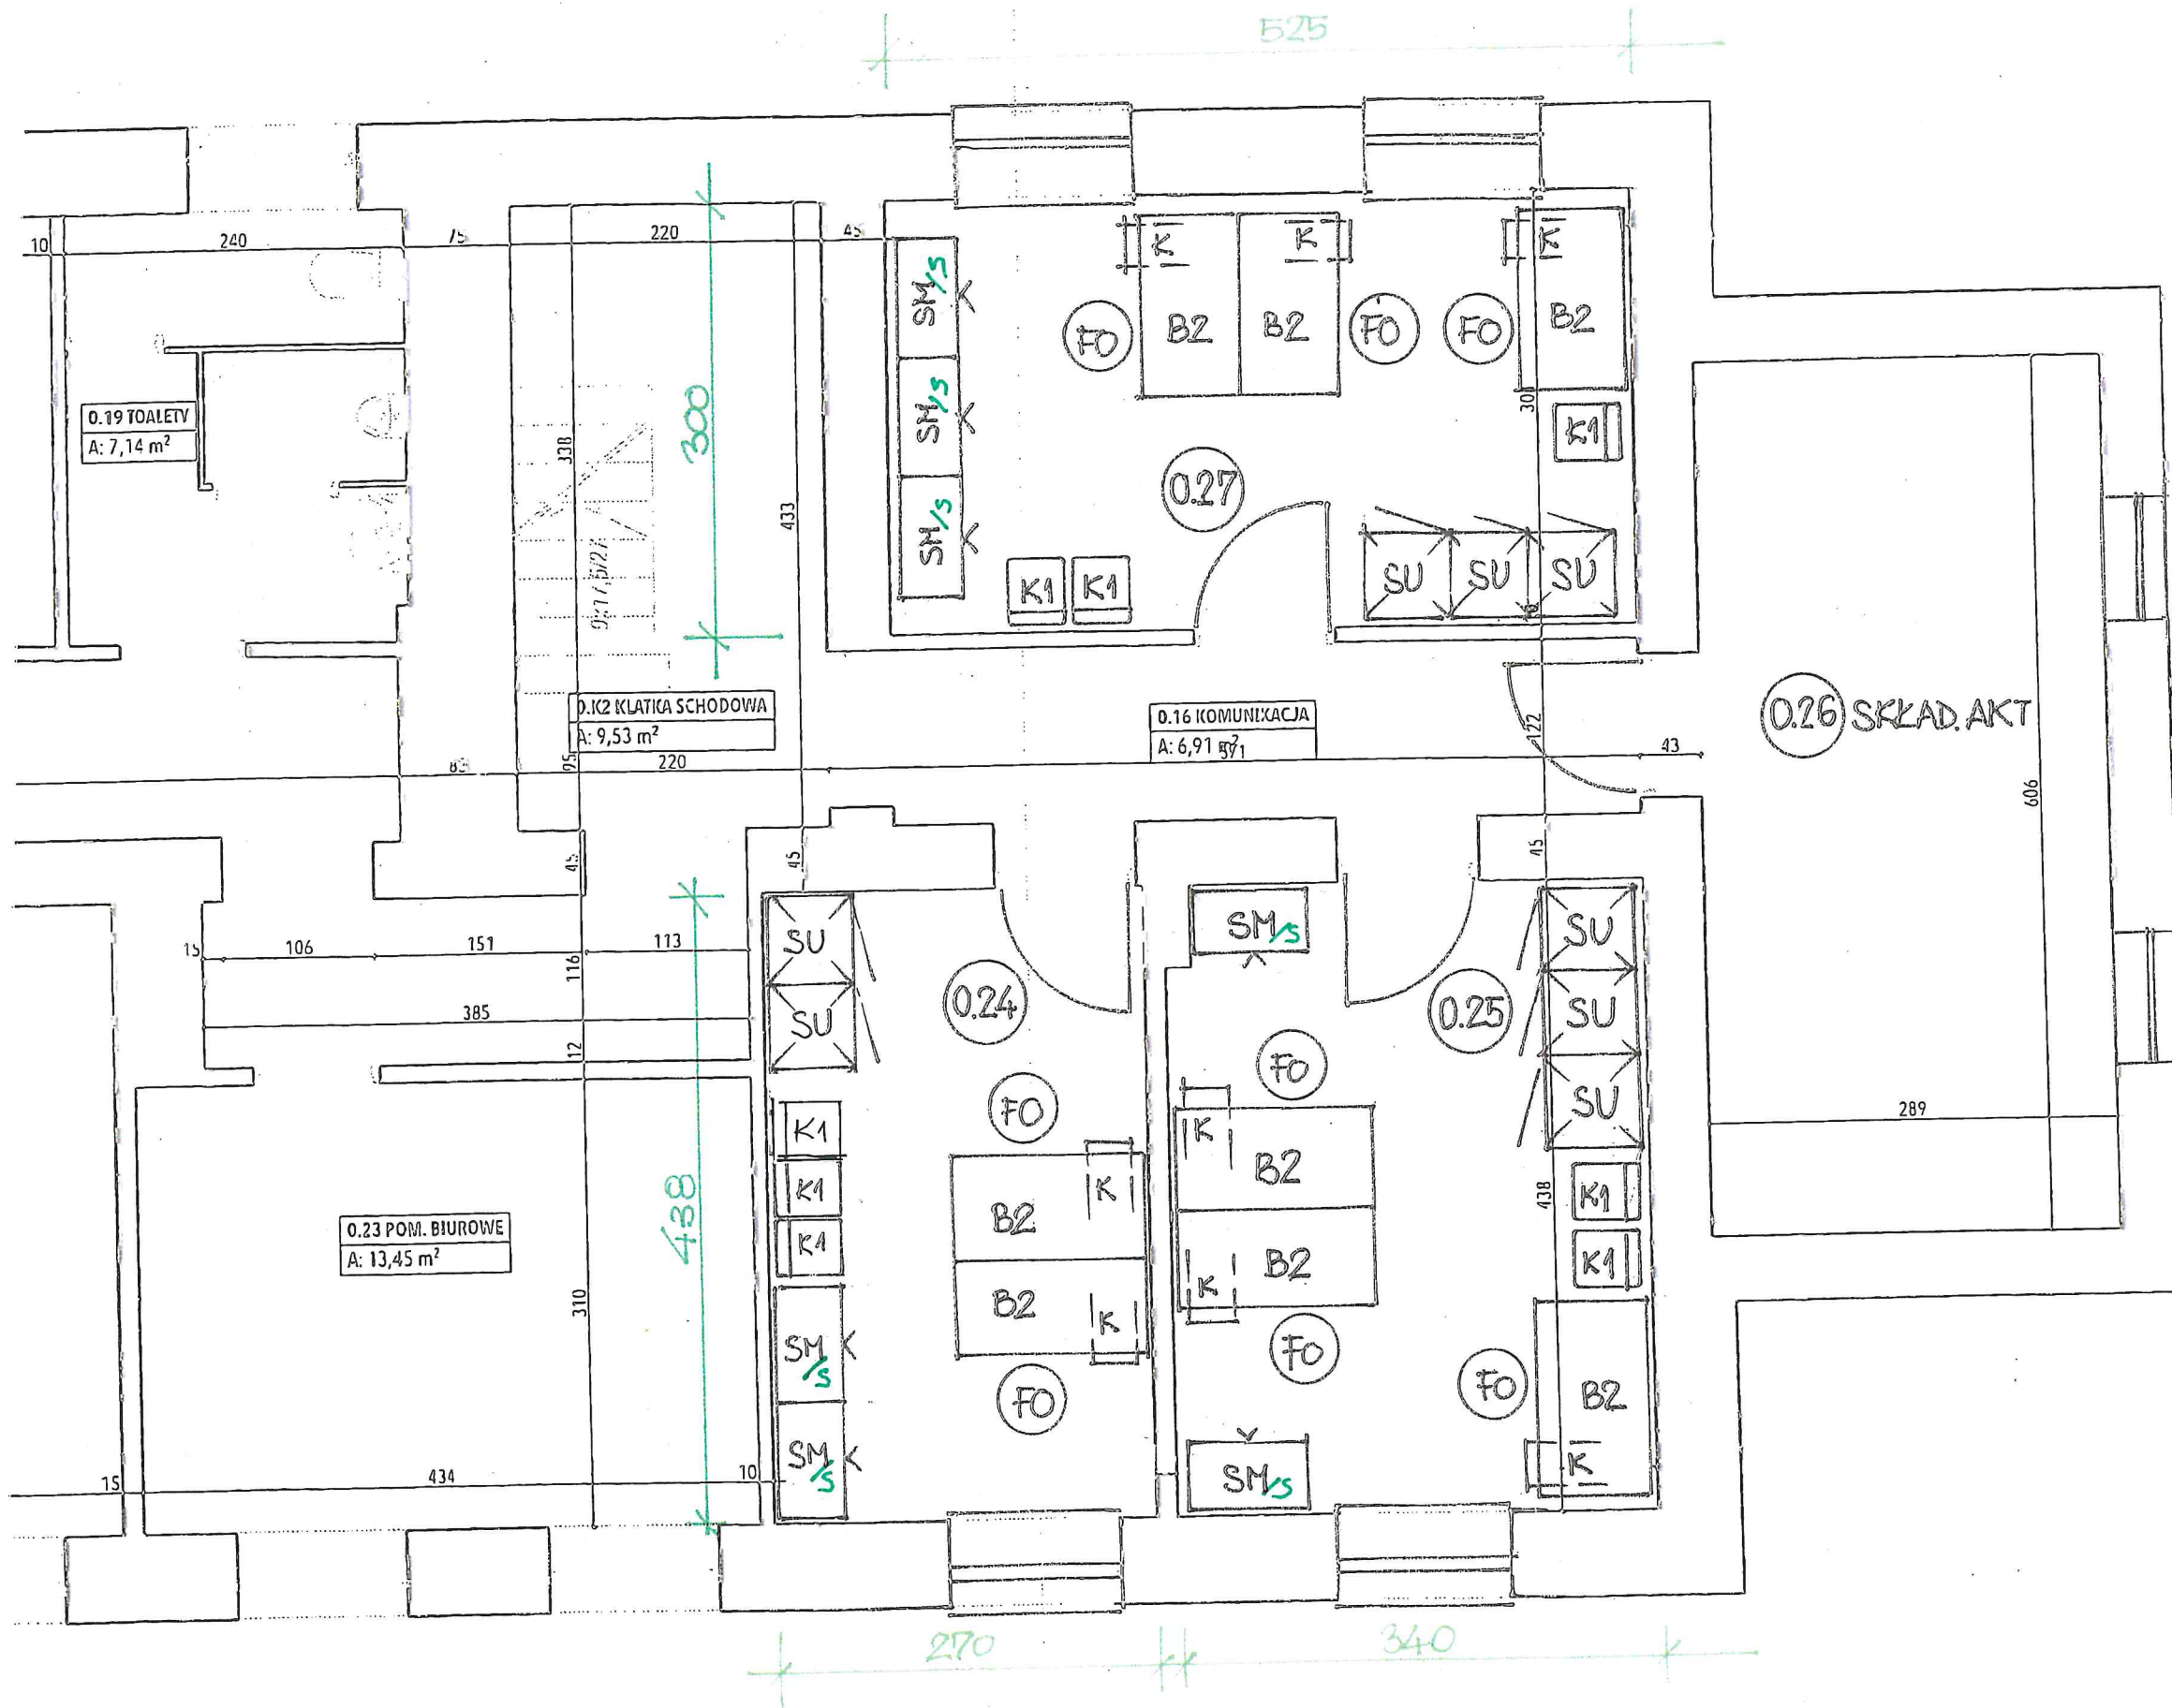 525
10
240
75
220
45
SM/S
SM/S
SM/S
K
K
K
FO
B2
B2
FO
FO
B2
0.19 TOALETY
A: 7,14 m²
338
300
433
K1
0.27
SU
SU
SU
K1
K1
0.K2 KLATKA SCHODOWA
A: 9,53 m²
0.16 KOMUNIKACJA
A: 6,91 m²
571
122
43
0.26 SKŁAD. AKT
95
220
606
45
45
45
SU
SU
SM/S
SU
SU
SU
0.24
0.25
15
106
151
113
116
385
12
FO
FO
289
K1
K1
K1
B2
K
B2
K
K
B2
K
B2
438
438
K1
K1
0.23 POM. BIUROWE
A: 13,45 m²
310
SM/S
SM/S
FO
FO
FO
B2
K
SM/S
15
434
10
270
340